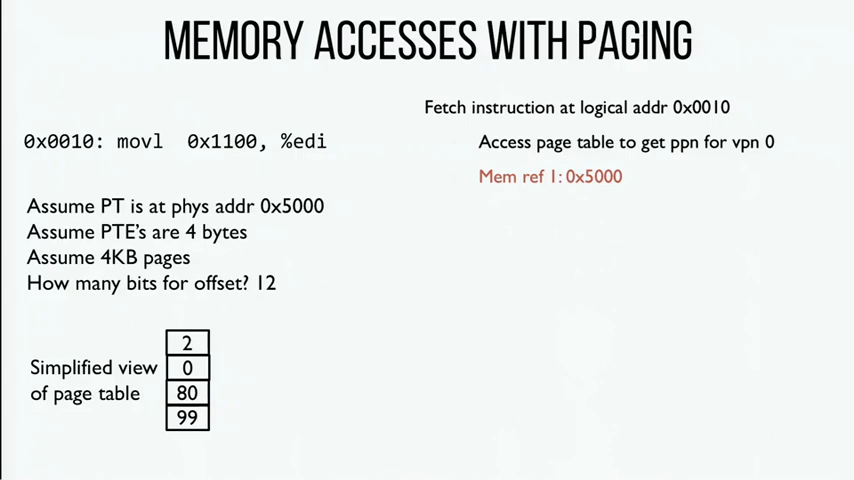 MEMORY ACCESSES WITH PAGING
0x0010: movl 0x1100, %edi
Assume PT is at phys addr 0x5000
Assume PTE's are 4 bytes
Assume 4KB pages
How many bits for offset? 12
Simplified view
of page table
2
0
80
99
Fetch instruction at logical addr 0x0010
Access page table to get ppn for vpn 0
Mem ref 1: 0x5000